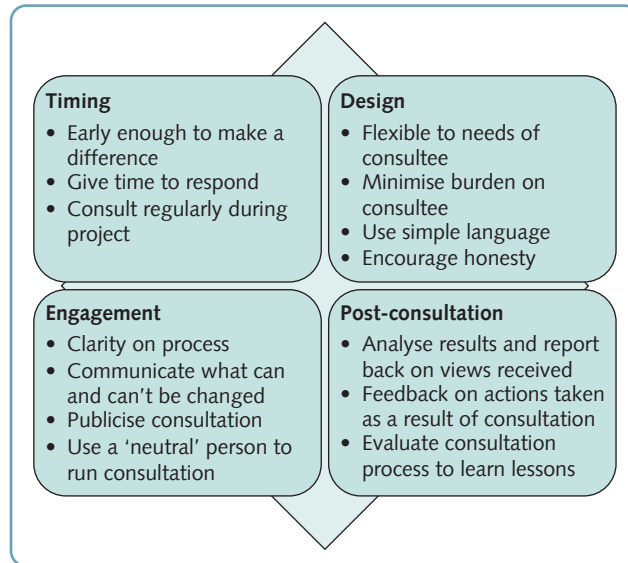 Timing
• Early enough to make a
difference
• Give time to respond
• Consult regularly during
project
Design
• Flexible to needs of
consultee
• Minimise burden on
consultee
• Use simple language
• Encourage honesty
Engagement
• Clarity on process
• Communicate what can
and can't be changed
• Publicise consultation
• Use a ‘neutral’ person to
run consultation
Post-consultation
• Analyse results and report
back on views received
• Feedback on actions taken
as a result of consultation
• Evaluate consultation
process to learn lessons